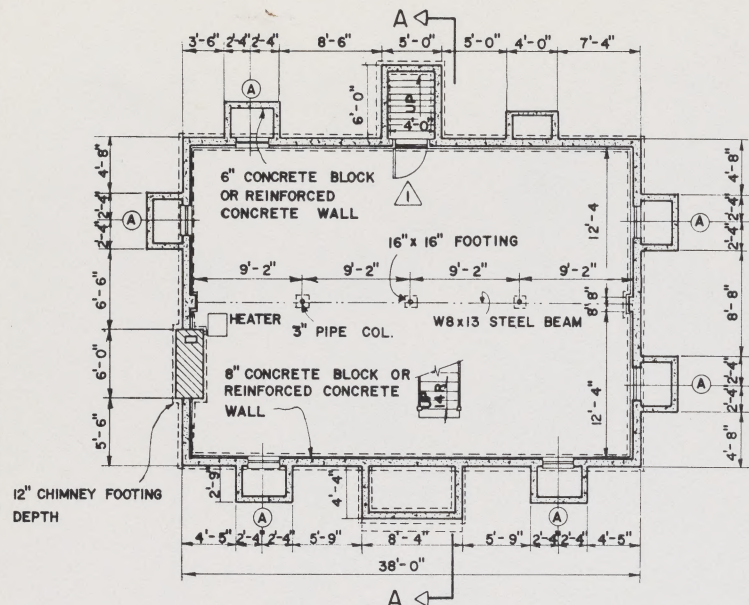 A
3'-6" 2'-4" 2'-4" 8'-6" 5'-0" 5'-0" 4'-0" 7'-4"
A
6'-0"
UP
4'-0"
4'-8"
4'-8"
6" CONCRETE BLOCK
OR REINFORCED
CONCRETE WALL
1
12'-4
2'-4"
2'-4"
A
A
2'-4"
2'-4"
16"x 16" FOOTING
9'-2" 9'-2" 9'-2" 9'-2"
6'-6"
8'-8"
8"
8"
HEATER
3" PIPE COL.
W8x13 STEEL BEAM
6'-0"
8" CONCRETE BLOCK OR
REINFORCED CONCRETE
WALL
UP
14 R
12'-4"
2'-4"
2'-4"
A
5'-6"
4'-8"
12" CHIMNEY FOOTING
DEPTH
2'-9"
4'-4"
A
A
4'-5" 2'-4" 2'-4" 5'-9" 8'-4" 5'-9" 2'-4" 2'-4" 4'-5"
38'-0"
A